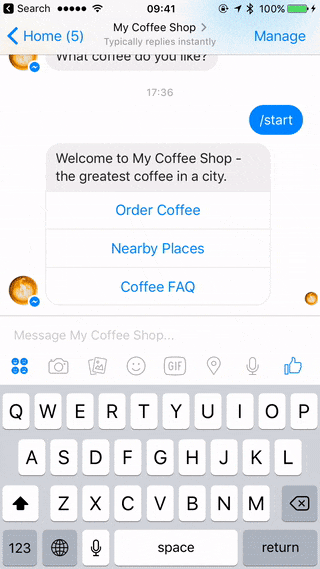 Search 09:41 100%
My Coffee Shop
Home (5) Manage
Typically replies instantly
What coffee do you like?
17:36
/start
Welcome to My Coffee Shop -
the greatest coffee in a city.
Order Coffee
Nearby Places
Coffee FAQ
Message My Coffee Shop...
GIF
Q W E R T Y U I O P
A S D F G H J K L
Z X C V B N M
123 space return